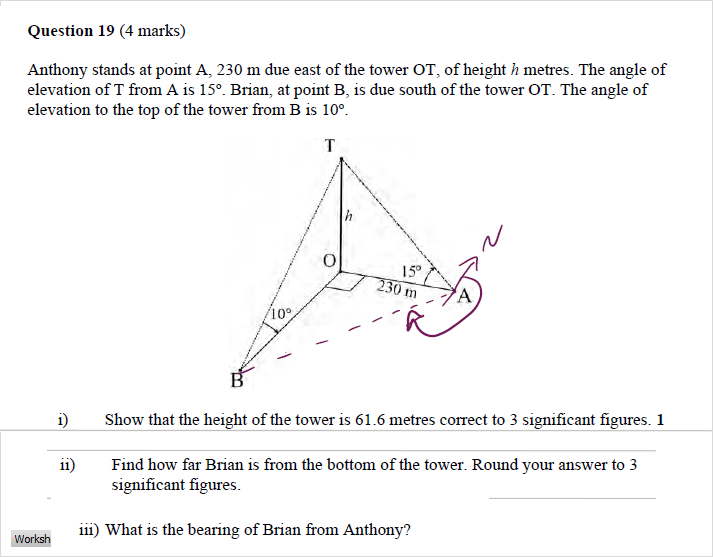 Question 19 (4 marks)
Anthony stands at point A, 230 m due east of the tower OT, of height h metres. The angle of
elevation of T from A is 15°. Brian, at point B, is due south of the tower OT. The angle of
elevation to the top of the tower from B is 10°.
T
h
N
O
15°
230 m
A
10°
B
i) Show that the height of the tower is 61.6 metres correct to 3 significant figures. 1
ii) Find how far Brian is from the bottom of the tower. Round your answer to 3
significant figures.
iii) What is the bearing of Brian from Anthony?
Worksh